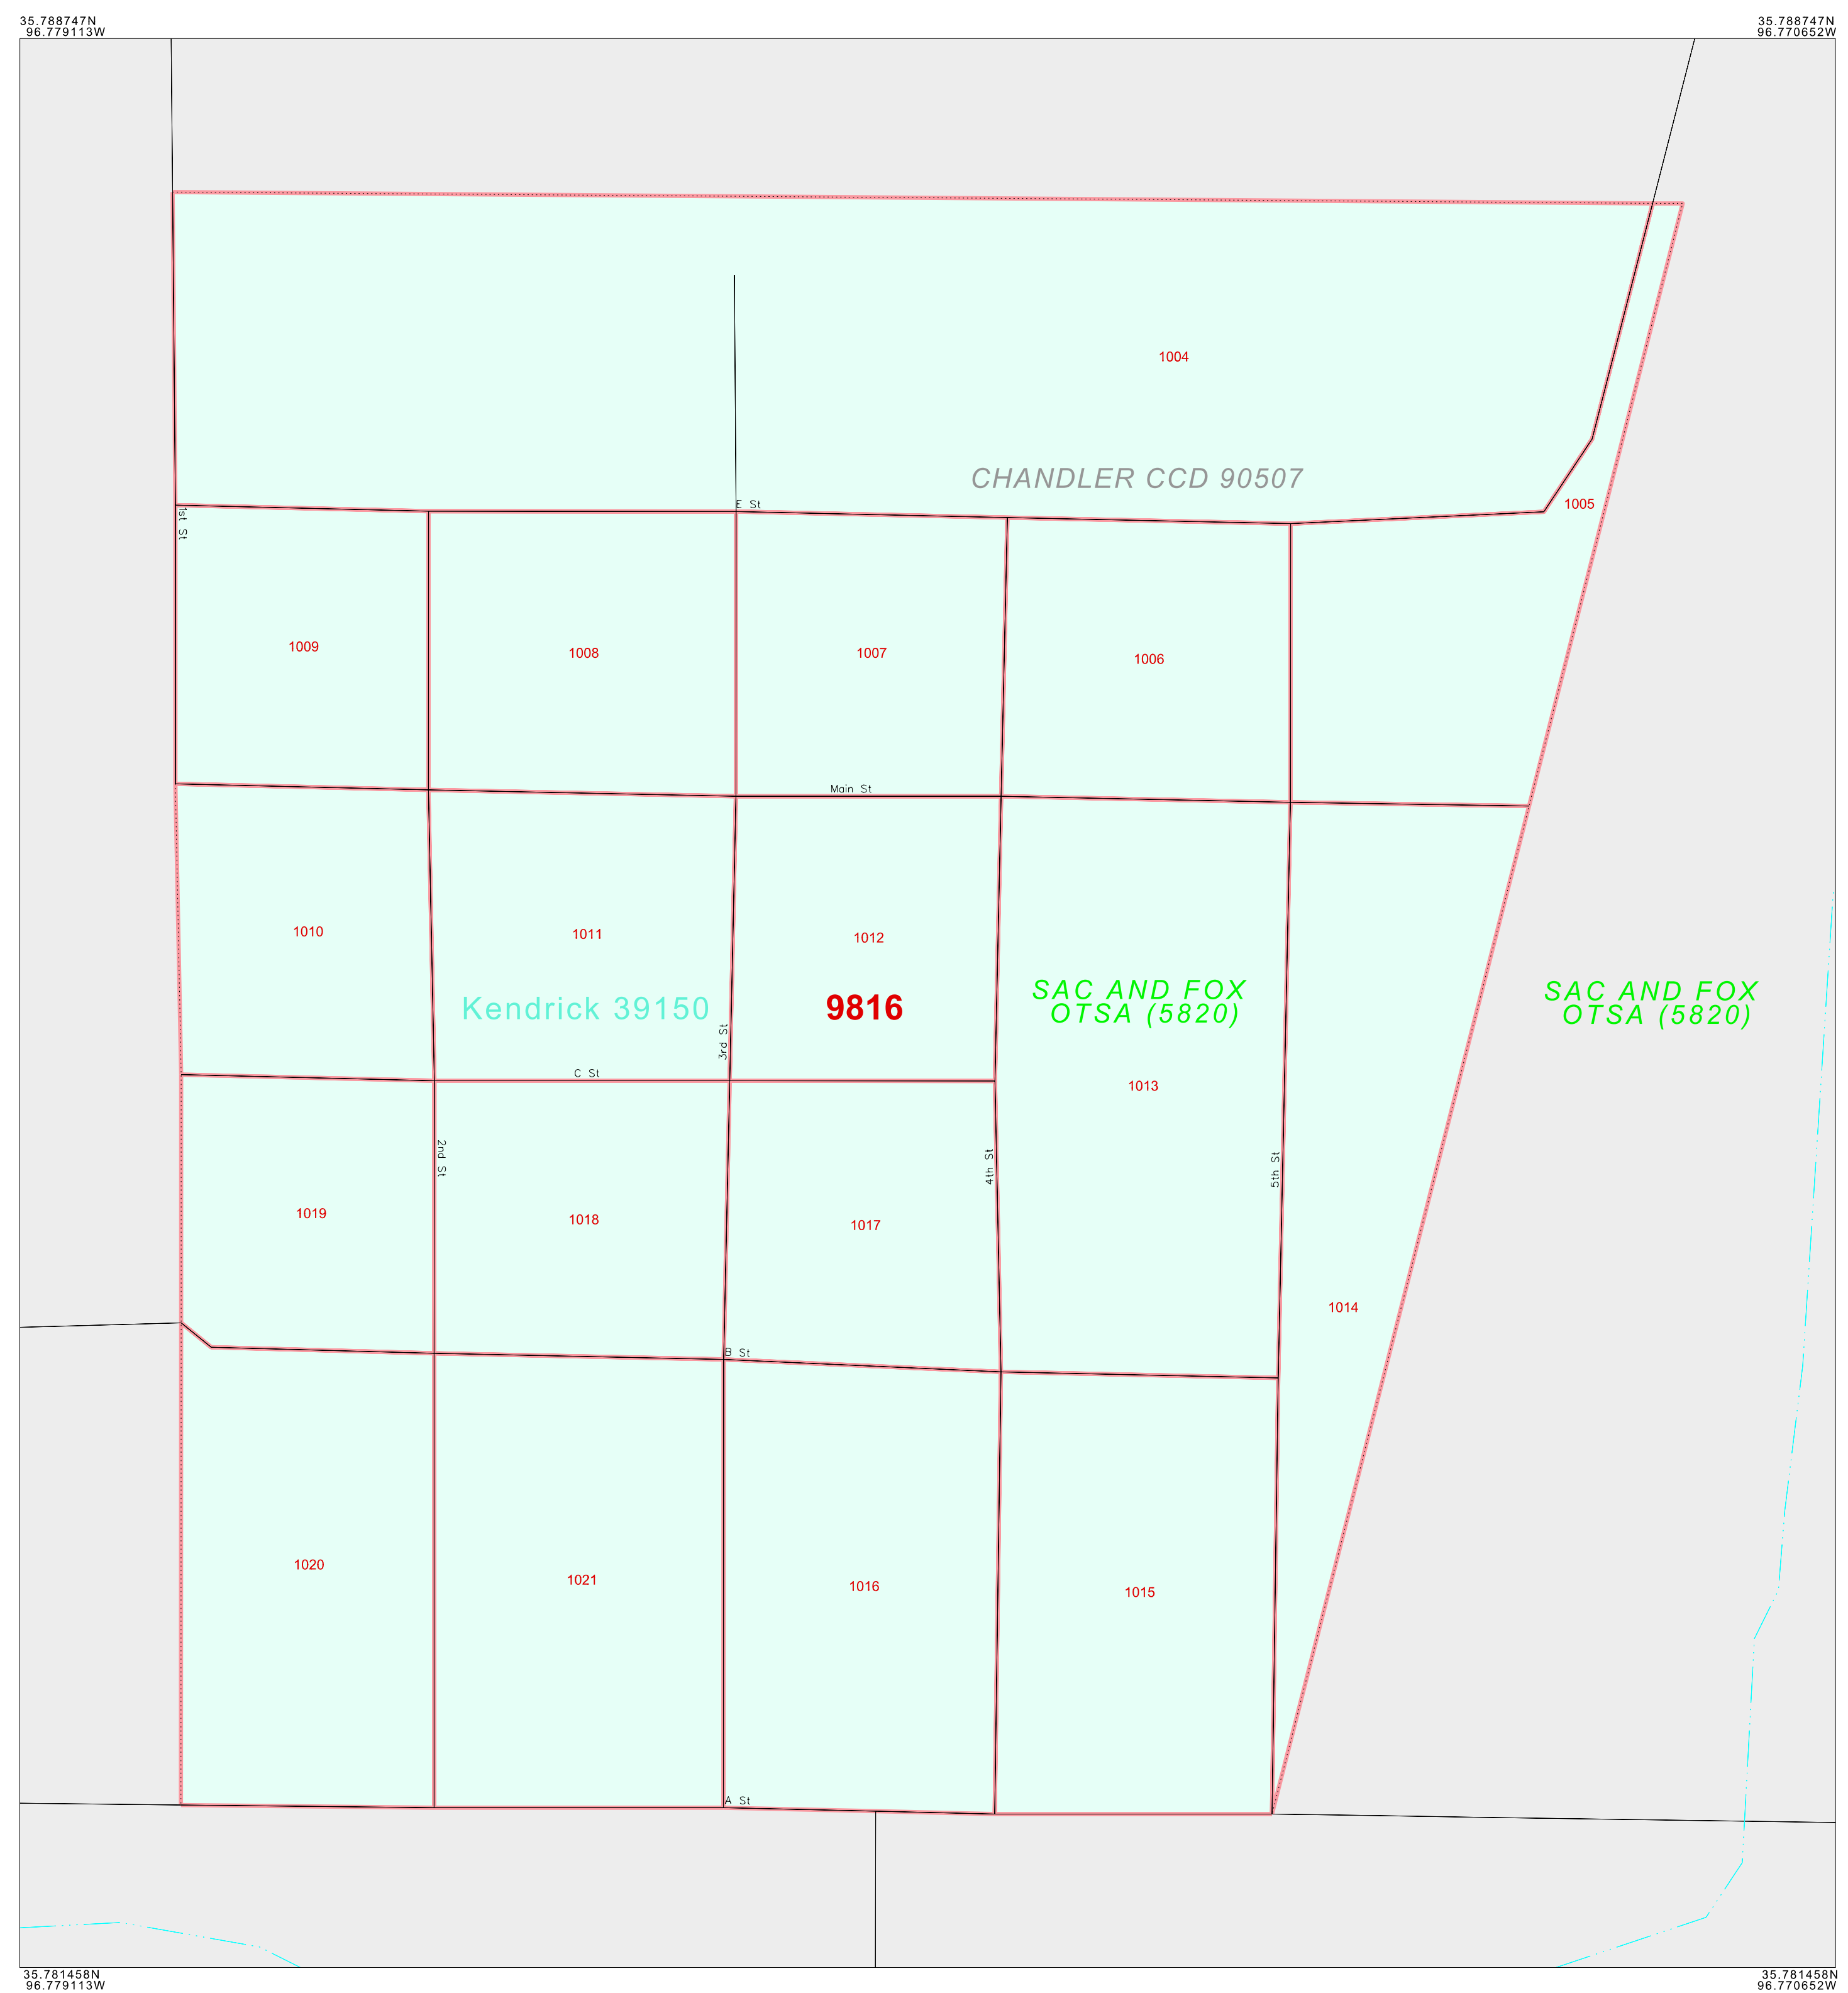 35.788747N
96.779113W
35.788747N
96.770652W
1004
CHANDLER CCD 90507
1005
E St
1st St
1009
1008
1007
1006
Main St
1010
1011
1012
Kendrick 39150
9816
SAC AND FOX
OTSA (5820)
SAC AND FOX
OTSA (5820)
3rd St
C St
1013
2nd St
4th St
5th St
1019
1018
1017
1014
B St
1020
1021
1016
1015
A St
35.781458N
96.779113W
35.781458N
96.770652W